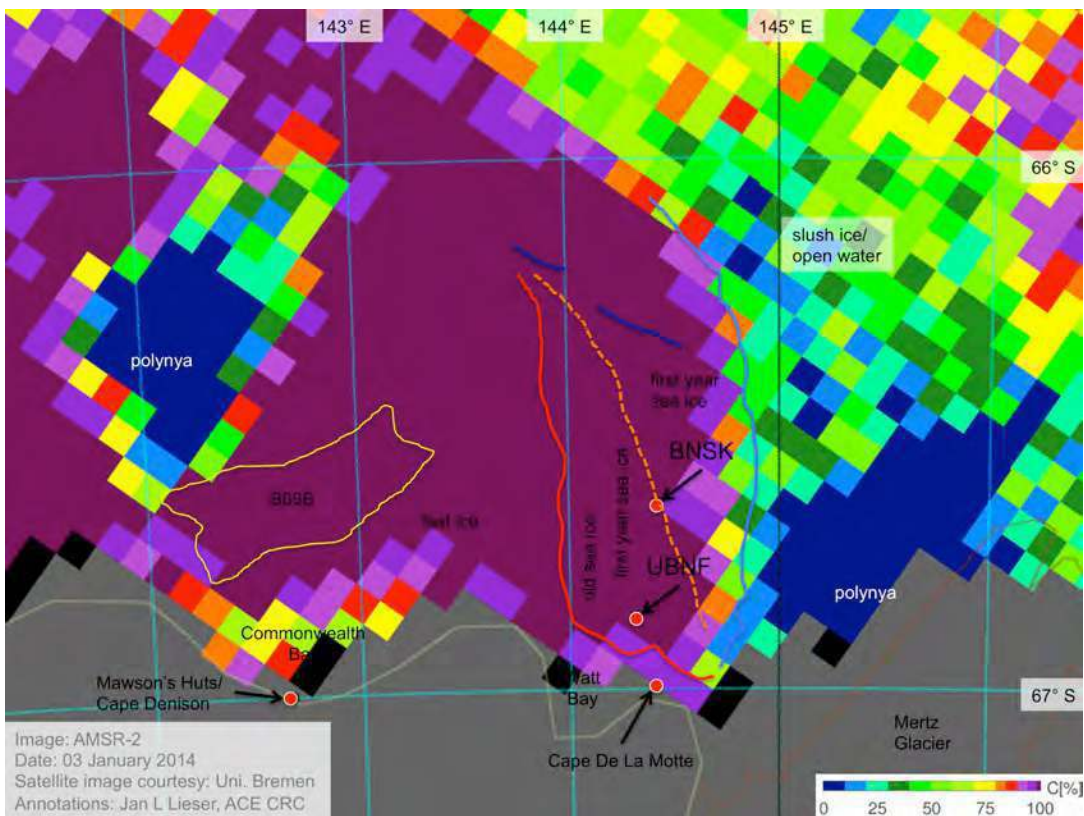 143° E
144° E
145° E
66° S
slush ice/
open water
polynya
first year
sea ice
BNSK
B09B
fast ice
old sea ice
first year sea ice
UBNF
polynya
Commonwealth
Bay
Mawson's Huts/
Cape Denison
Watt
Bay
67° S
Cape De La Motte
Mertz
Glacier
Image: AMSR-2
Date: 03 January 2014
Satellite image courtesy: Uni. Bremen
Annotations: Jan L Lieser, ACE CRC
C[%]
0 25 50 75 100